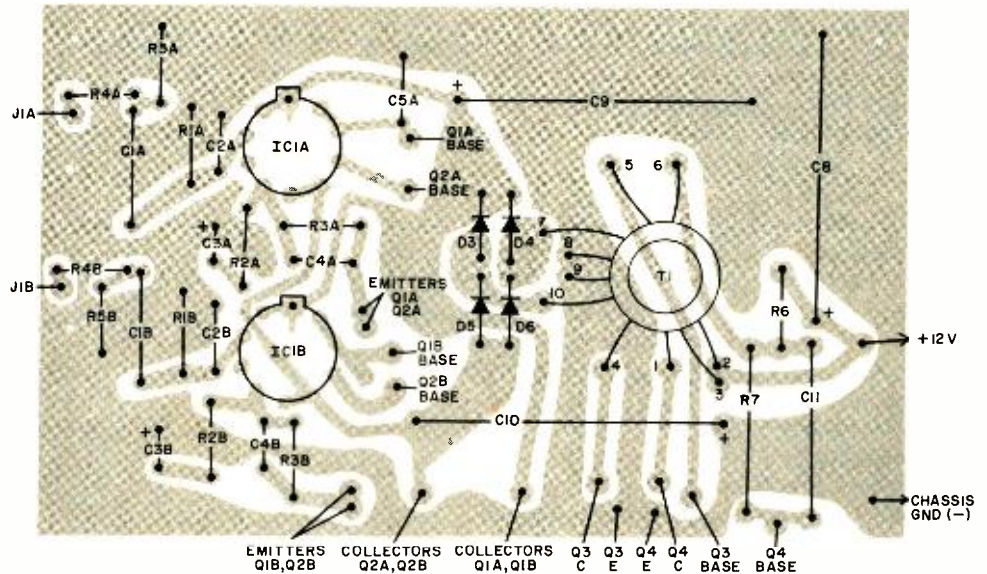 R5A
R4A
J1A
C1A
R1A
C2A
IC1A
C5A
Q1A
BASE
Q2A
BASE
+
C9
5 6
C8
+
C3A
R2A
R3A
C4A
D3 D4
7
8
9
10
T1
R4B
J1B
R5B
C1B
R1B
C2B
IC1B
EMITTERS
Q1A
Q2A
Q1B
BASE
Q2B
BASE
D5 D6
4 1 2
3
R6
+
+12 V
R7
C11
C10
+
+
C3B
R2B
C4B
R3B
CHASSIS
GND (-)
EMITTERS
Q1B,Q2B
COLLECTORS
Q2A,Q2B
COLLECTORS
Q1A,Q1B
Q3
C
Q3
E
Q4
E
Q4
C
Q3
BASE
Q4
BASE